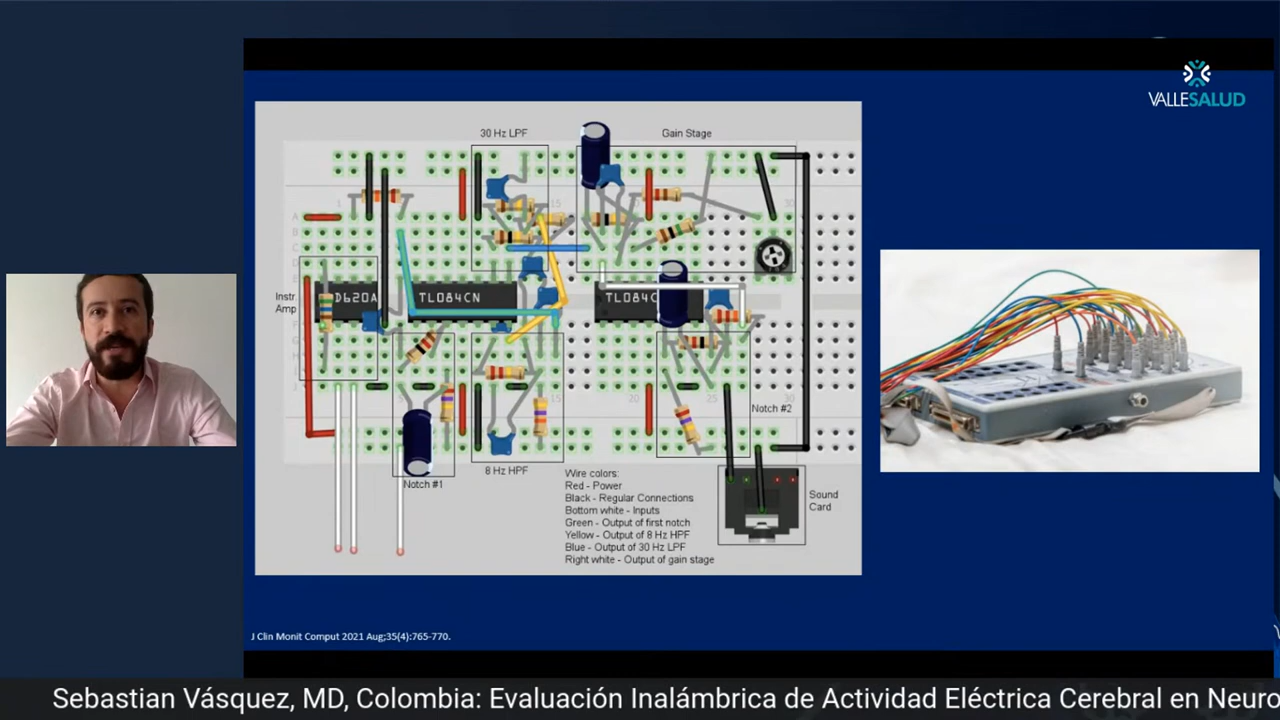 VALLESALUD
30 Hz LPF
Gain Stage
Instr.
Amp
D620A
TL084CN
TL084C
Notch #1
8 Hz HPF
Notch #2
Wire colors:
Red - Power
Black - Regular Connections
Bottom white - Inputs
Green - Output of first notch
Yellow - Output of 8 Hz HPF
Blue - Output of 30 Hz LPF
Right white - Output of gain stage
Sound
Card
J Clin Monit Comput 2021 Aug;35(4):765-770.
Sebastian Vásquez, MD, Colombia: Evaluación Inalámbrica de Actividad Eléctrica Cerebral en Neuro